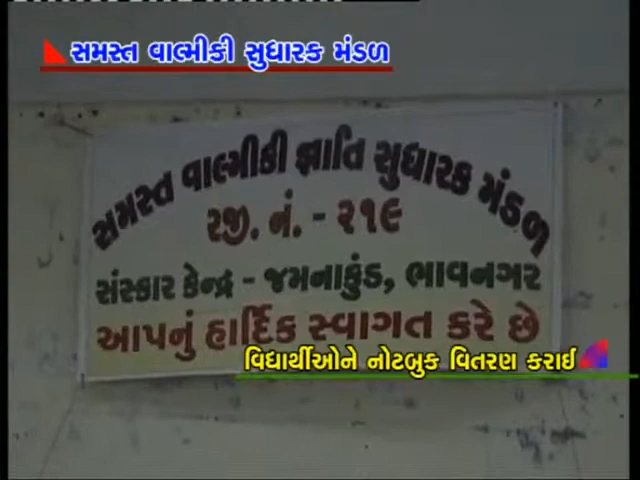 સમસ્ત વાલ્મીકી સુધારક મંડળ
સમસ્ત વાલ્મીકી જ્ઞાતિ સુધારક મંડળ
રજી. નં. - ૨૧૯
સંસ્કાર કેન્દ્ર - જમનાકુંડ, ભાવનગર
આપનું હાર્દિક સ્વાગત કરે છે
વિધાર્થીઓને નોટબુક વિતરણ કરાઈ